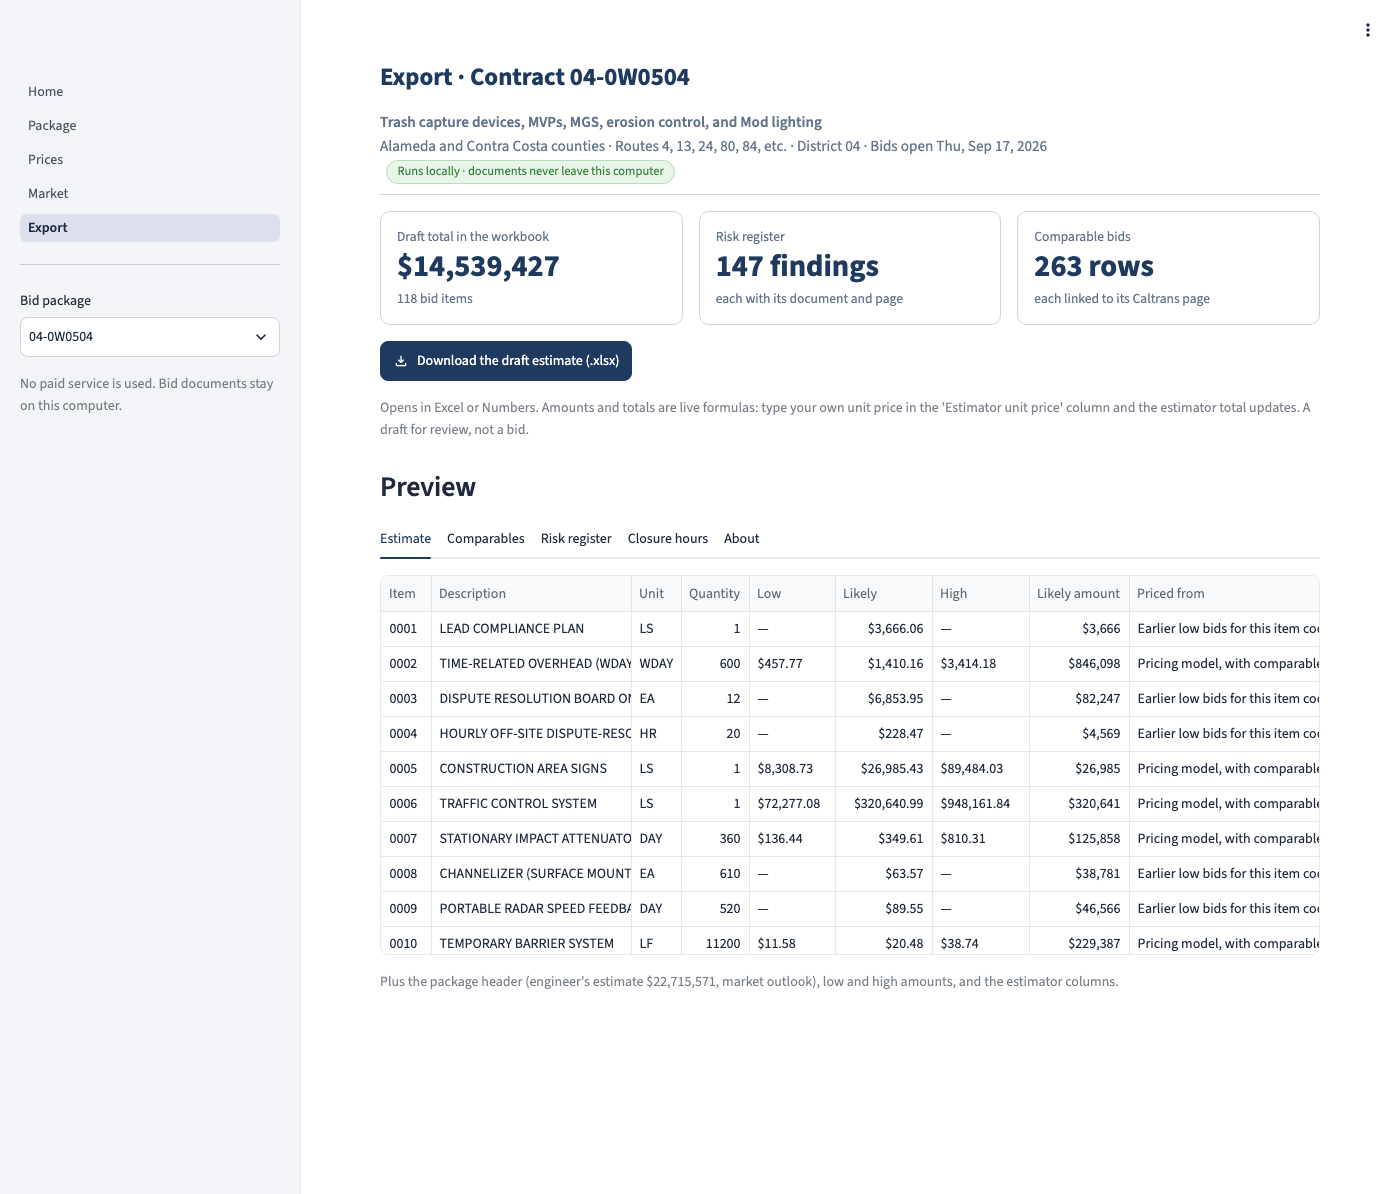 Home
Package
Prices
Market
Export
Bid package
04-0W0504
No paid service is used. Bid documents stay
on this computer.
Export · Contract 04-0W0504
Trash capture devices, MVPs, MGS, erosion control, and Mod lighting
Alameda and Contra Costa counties · Routes 4, 13, 24, 80, 84, etc. · District 04 · Bids open Thu, Sep 17, 2026
Runs locally · documents never leave this computer
Draft total in the workbook
$14,539,427
118 bid items
Risk register
147 findings
each with its document and page
Comparable bids
263 rows
each linked to its Caltrans page
Download the draft estimate (.xlsx)
Opens in Excel or Numbers. Amounts and totals are live formulas: type your own unit price in the 'Estimator unit price' column and the estimator total updates. A
draft for review, not a bid.
Preview
Estimate Comparables Risk register Closure hours About
Item Description Unit Quantity Low Likely High Likely amount Priced from
0001 LEAD COMPLIANCE PLAN LS 1 — $3,666.06 — $3,666 Earlier low bids for this item co
0002 TIME-RELATED OVERHEAD (WDAY WDAY 600 $457.77 $1,410.16 $3,414.18 $846,098 Pricing model, with comparable
0003 DISPUTE RESOLUTION BOARD ON EA 12 — $6,853.95 — $82,247 Earlier low bids for this item co
0004 HOURLY OFF-SITE DISPUTE-RESO HR 20 — $228.47 — $4,569 Earlier low bids for this item co
0005 CONSTRUCTION AREA SIGNS LS 1 $8,308.73 $26,985.43 $89,484.03 $26,985 Pricing model, with comparable
0006 TRAFFIC CONTROL SYSTEM LS 1 $72,277.08 $320,640.99 $948,161.84 $320,641 Pricing model, with comparable
0007 STATIONARY IMPACT ATTENUATO DAY 360 $136.44 $349.61 $810.31 $125,858 Pricing model, with comparable
0008 CHANNELIZER (SURFACE MOUNT EA 610 — $63.57 — $38,781 Earlier low bids for this item co
0009 PORTABLE RADAR SPEED FEEDBA DAY 520 — $89.55 — $46,566 Earlier low bids for this item co
0010 TEMPORARY BARRIER SYSTEM LF 11200 $11.58 $20.48 $38.74 $229,387 Pricing model, with comparable
Plus the package header (engineer's estimate $22,715,571, market outlook), low and high amounts, and the estimator columns.